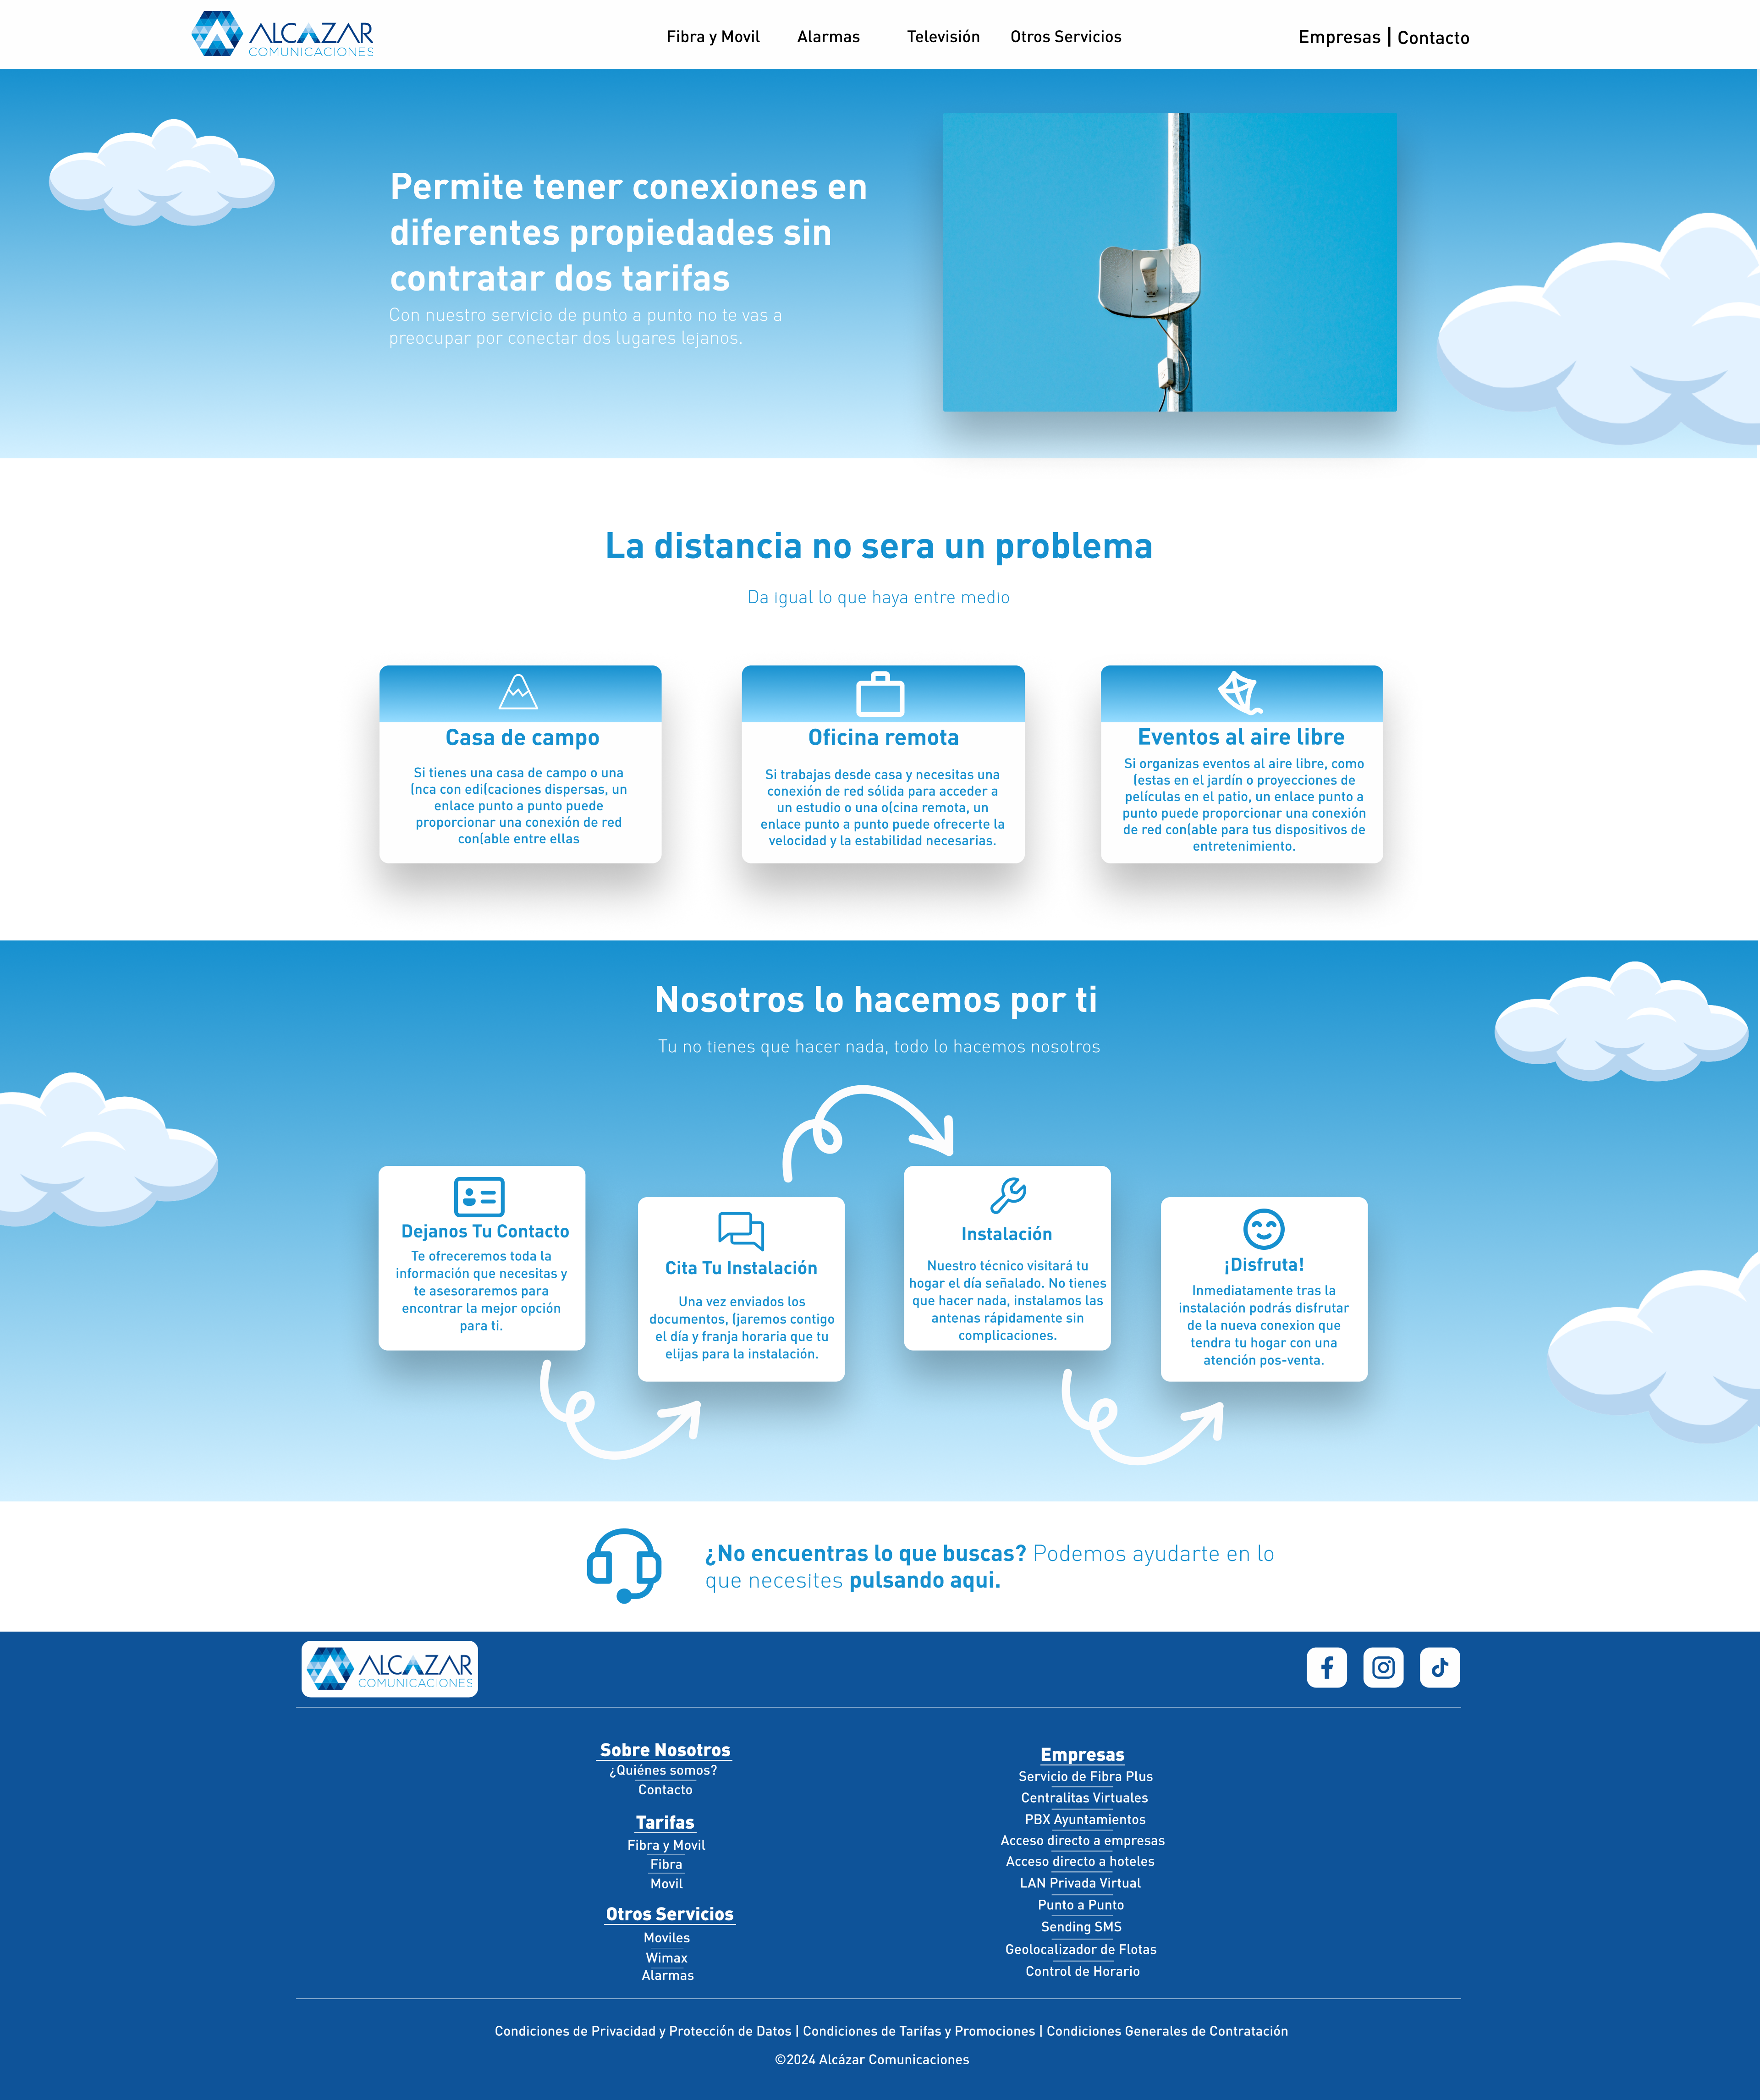 ALCAZAR
COMUNICACIONES
Fibra y Movil Alarmas Televisión Otros Servicios
Empresas | Contacto
Permite tener conexiones en
diferentes propiedades sin
contratar dos tarifas
Con nuestro servicio de punto a punto no te vas a
preocupar por conectar dos lugares lejanos.
La distancia no sera un problema
Da igual lo que haya entre medio
Casa de campo
Si tienes una casa de campo o una
(nca con edi(caciones dispersas, un
enlace punto a punto puede
proporcionar una conexión de red
con(able entre ellas
Oficina remota
Si trabajas desde casa y necesitas una
conexión de red sólida para acceder a
un estudio o una o(cina remota, un
enlace punto a punto puede ofrecerte la
velocidad y la estabilidad necesarias.
Eventos al aire libre
Si organizas eventos al aire libre, como
(estas en el jardín o proyecciones de
películas en el patio, un enlace punto a
punto puede proporcionar una conexión
de red con(able para tus dispositivos de
entretenimiento.
Nosotros lo hacemos por ti
Tu no tienes que hacer nada, todo lo hacemos nosotros
Dejanos Tu Contacto
Te ofreceremos toda la
información que necesitas y
te asesoraremos para
encontrar la mejor opción
para ti.
Cita Tu Instalación
Una vez enviados los
documentos, (jaremos contigo
el día y franja horaria que tu
elijas para la instalación.
Instalación
Nuestro técnico visitará tu
hogar el día señalado. No tienes
que hacer nada, instalamos las
antenas rápidamente sin
complicaciones.
¡Disfruta!
Inmediatamente tras la
instalación podrás disfrutar
de la nueva conexion que
tendra tu hogar con una
atención pos-venta.
¿No encuentras lo que buscas? Podemos ayudarte en lo
que necesites pulsando aqui.
ALCAZAR
COMUNICACIONES
Sobre Nosotros
¿Quiénes somos?
Contacto
Tarifas
Fibra y Movil
Fibra
Movil
Otros Servicios
Moviles
Wimax
Alarmas
Empresas
Servicio de Fibra Plus
Centralitas Virtuales
PBX Ayuntamientos
Acceso directo a empresas
Acceso directo a hoteles
LAN Privada Virtual
Punto a Punto
Sending SMS
Geolocalizador de Flotas
Control de Horario
Condiciones de Privacidad y Protección de Datos | Condiciones de Tarifas y Promociones | Condiciones Generales de Contratación
©2024 Alcázar Comunicaciones